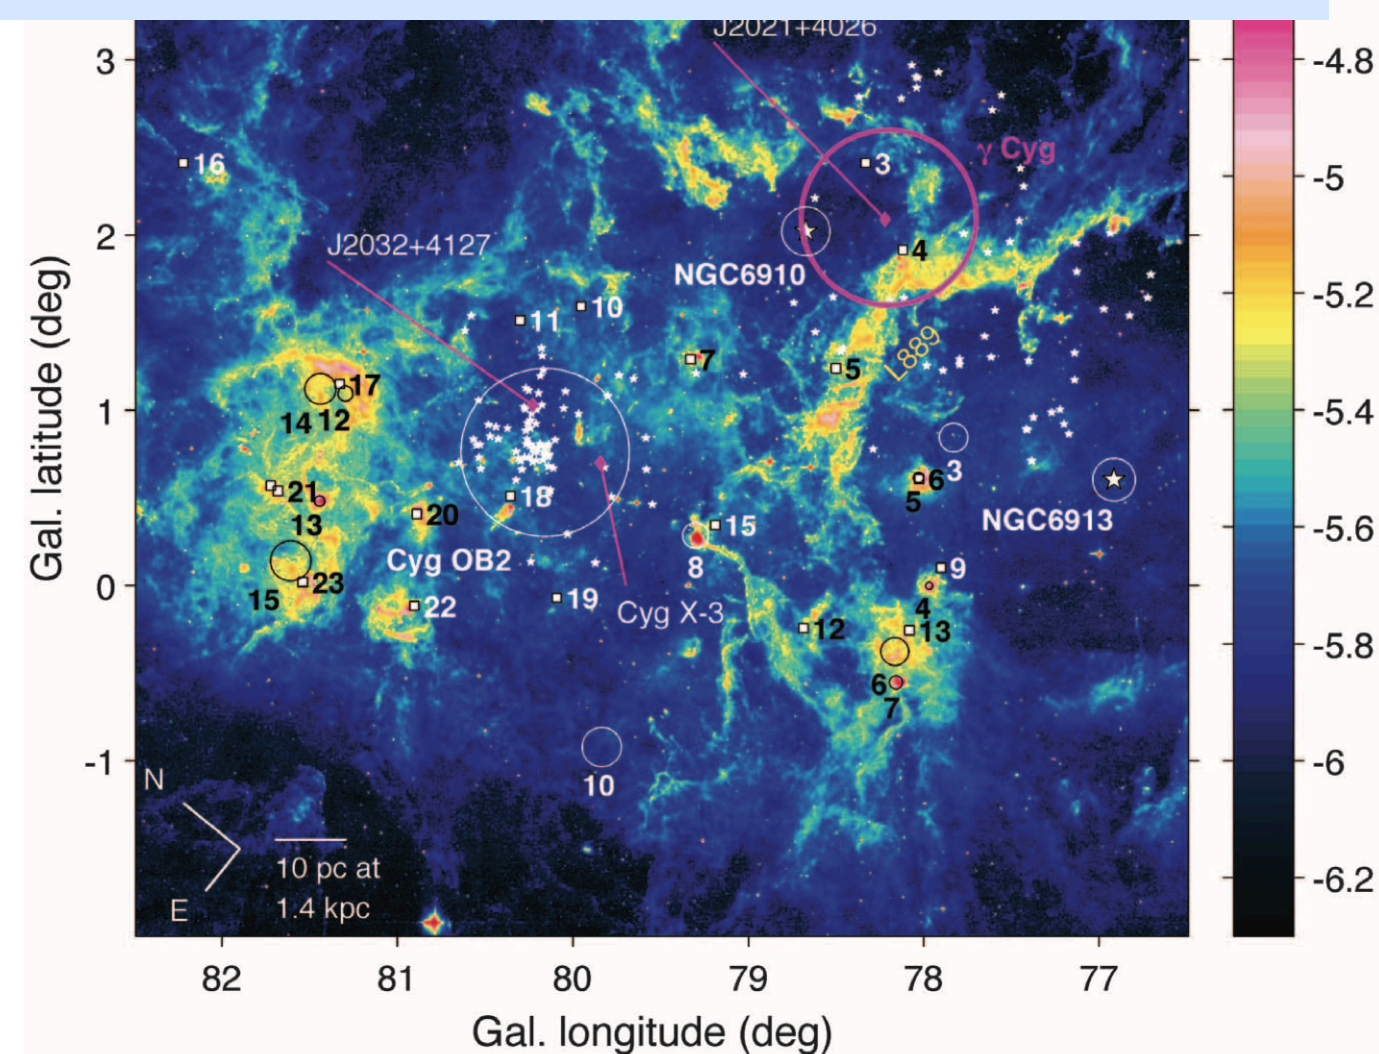 J2021+4026
3
-4.8
γ Cyg
16
3
-5
J2032+4127
2
4
NGC6910
-5.2
10
11
7
5
L889
17
1
14 12
-5.4
3
21
18
6
5
13
20
15
NGC6913
-5.6
Cyg OB2
8
9
0
23
19
15
22
Cyg X-3
4
12
13
-5.8
6
7
-1
-6
N
10
10 pc at
1.4 kpc
-6.2
E
82 81 80 79 78 77
Gal. longitude (deg)
Gal. latitude (deg)